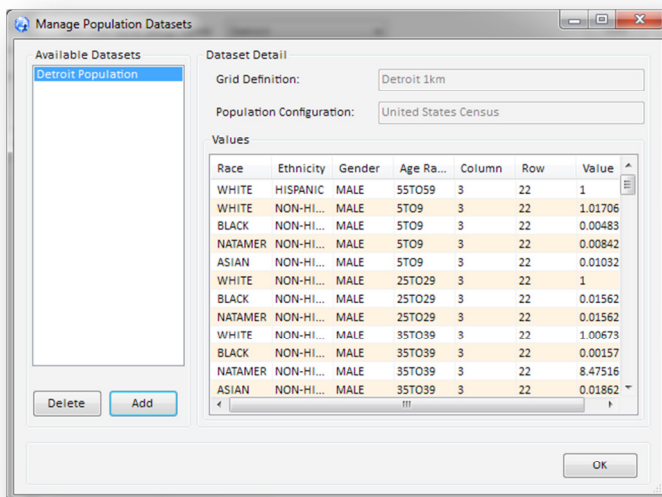 Manage Population Datasets
Available Datasets
Detroit Population
Delete
Add
Dataset Detail
Grid Definition:
Detroit 1km
Population Configuration:
United States Census
Values
Race Ethnicity Gender Age Ra... Column Row Value
WHITE HISPANIC MALE 55TO59 3 22 1
WHITE NON-HI... MALE 5TO9 3 22 1.01706
BLACK NON-HI... MALE 5TO9 3 22 0.00483
NATAMER NON-HI... MALE 5TO9 3 22 0.00842
ASIAN NON-HI... MALE 5TO9 3 22 0.01032
WHITE NON-HI... MALE 25TO29 3 22 1
BLACK NON-HI... MALE 25TO29 3 22 0.01562
NATAMER NON-HI... MALE 25TO29 3 22 0.01562
WHITE NON-HI... MALE 35TO39 3 22 1.00673
BLACK NON-HI... MALE 35TO39 3 22 0.00157
NATAMER NON-HI... MALE 35TO39 3 22 8.47516
ASIAN NON-HI... MALE 35TO39 3 22 0.01862
OK